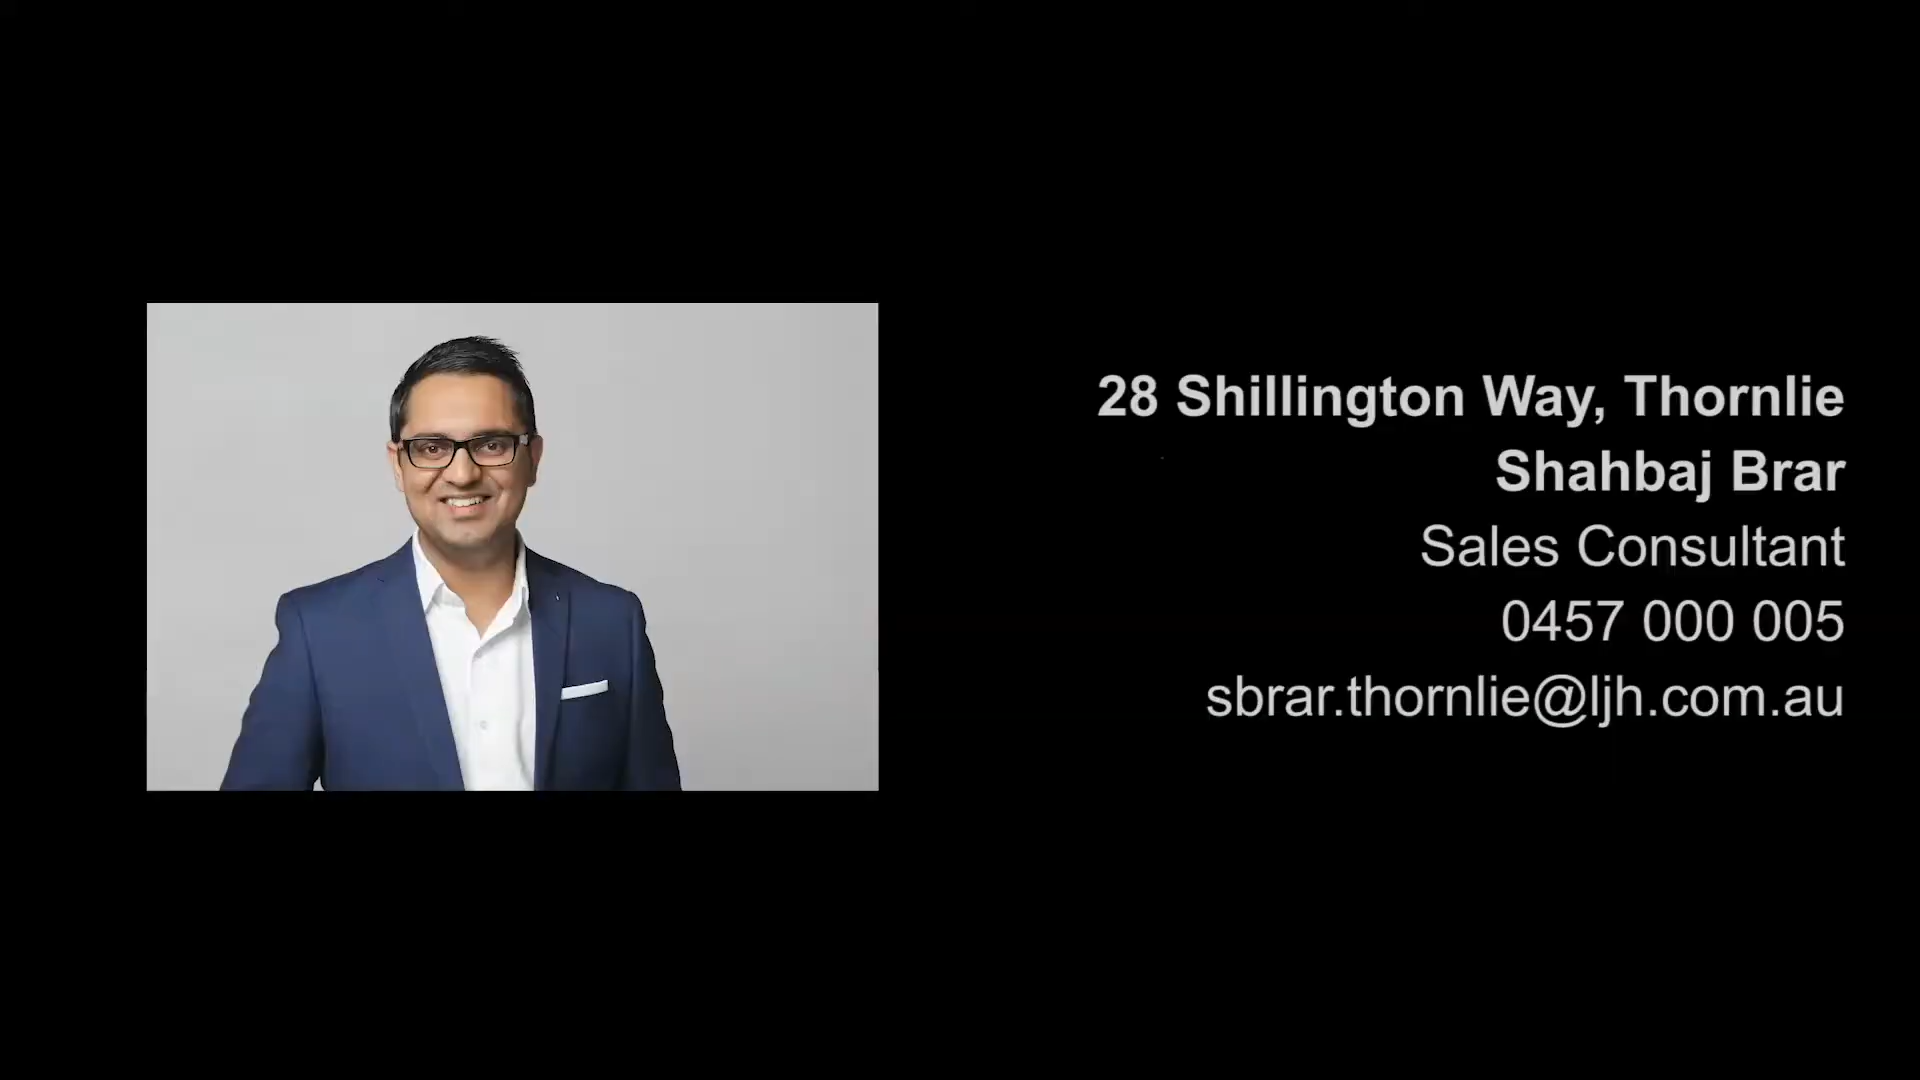 28 Shillington Way, Thornlie
Shahbaj Brar
Sales Consultant
0457 000 005
sbrar.thornlie@ljh.com.au